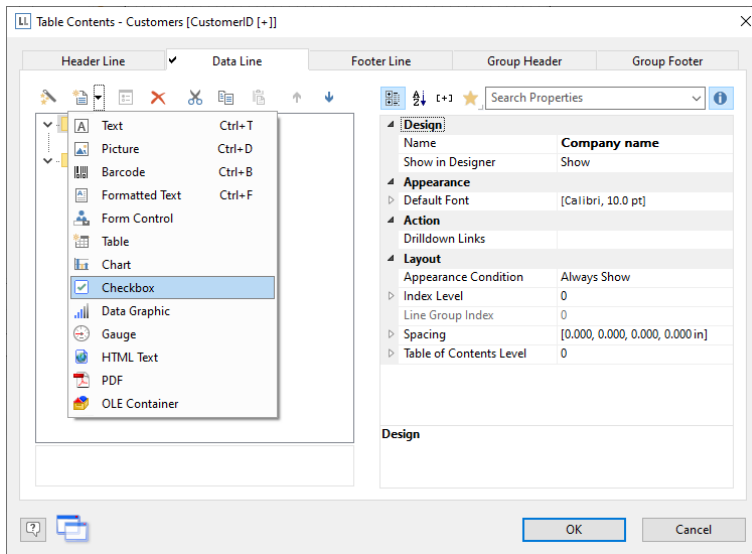 LL Table Contents - Customers [CustomerID [+]]
Header Line
Data Line
Footer Line
Group Header
Group Footer
[+]
Search Properties
Text Ctrl+T
Picture Ctrl+D
Barcode Ctrl+B
Formatted Text Ctrl+F
Form Control
Table
Chart
Checkbox
Data Graphic
Gauge
HTML Text
PDF
OLE Container
Design
Name Company name
Show in Designer Show
Appearance
Default Font [Calibri, 10.0 pt]
Action
Drilldown Links
Layout
Appearance Condition Always Show
Index Level 0
Line Group Index 0
Spacing [0.000, 0.000, 0.000, 0.000 in]
Table of Contents Level 0
Design
OK
Cancel